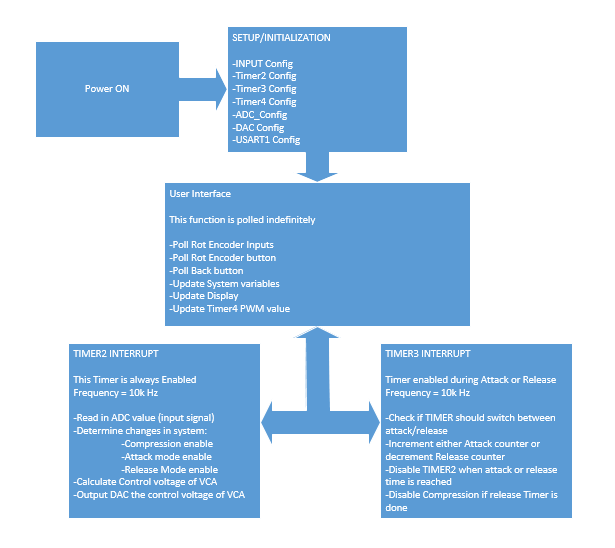 Power ON
SETUP/INITIALIZATION
-INPUT Config
-Timer2 Config
-Timer3 Config
-Timer4 Config
-ADC_Config
-DAC Config
-USART1 Config
User Interface
This function is polled indefinitely
-Poll Rot Encoder Inputs
-Poll Rot Encoder button
-Poll Back button
-Update System variables
-Update Display
-Update Timer4 PWM value
TIMER2 INTERRUPT
This Timer is always Enabled
Frequency = 10k Hz
-Read in ADC value (input signal)
-Determine changes in system:
-Compression enable
-Attack mode enable
-Release Mode enable
-Calculate Control voltage of VCA
-Output DAC the control voltage of VCA
TIMER3 INTERRUPT
Timer enabled during Attack or Release
Frequency = 10k Hz
-Check if TIMER should switch between
attack/release
-Increment either Attack counter or
decrement Release counter
-Disable TIMER2 when attack or release
time is reached
-Disable Compression if release Timer is
done